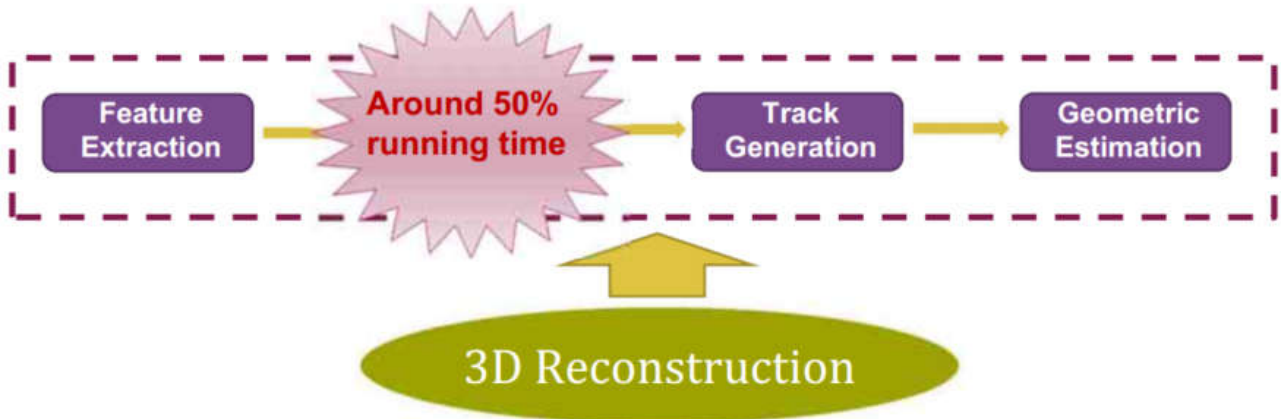 Feature
Extraction
Around 50%
running time
Track
Generation
Geometric
Estimation
3D Reconstruction